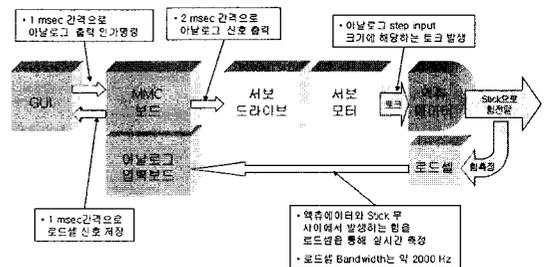 • 1 msec 간격으로
아날로그 출력 인가명령
• 2 msec 간격으로
아날로그 신호 출력
• 아날로그 step input
크기에 해당하는 토크 발생
GUI
MMC
보드
서보
드라이브
서보
모터
토크
액츄
에이터
Stick으로
힘전달
아날로그
입력보드
로드셀
힘측정
• 1 msec간격으로
로드셀 신호 저장
• 액츄에이터와 Stick 부
사이에서 발생하는 힘을
로드셀을 통해 실시간 측정
• 로드셀 Bandwidth는 약 2000 Hz